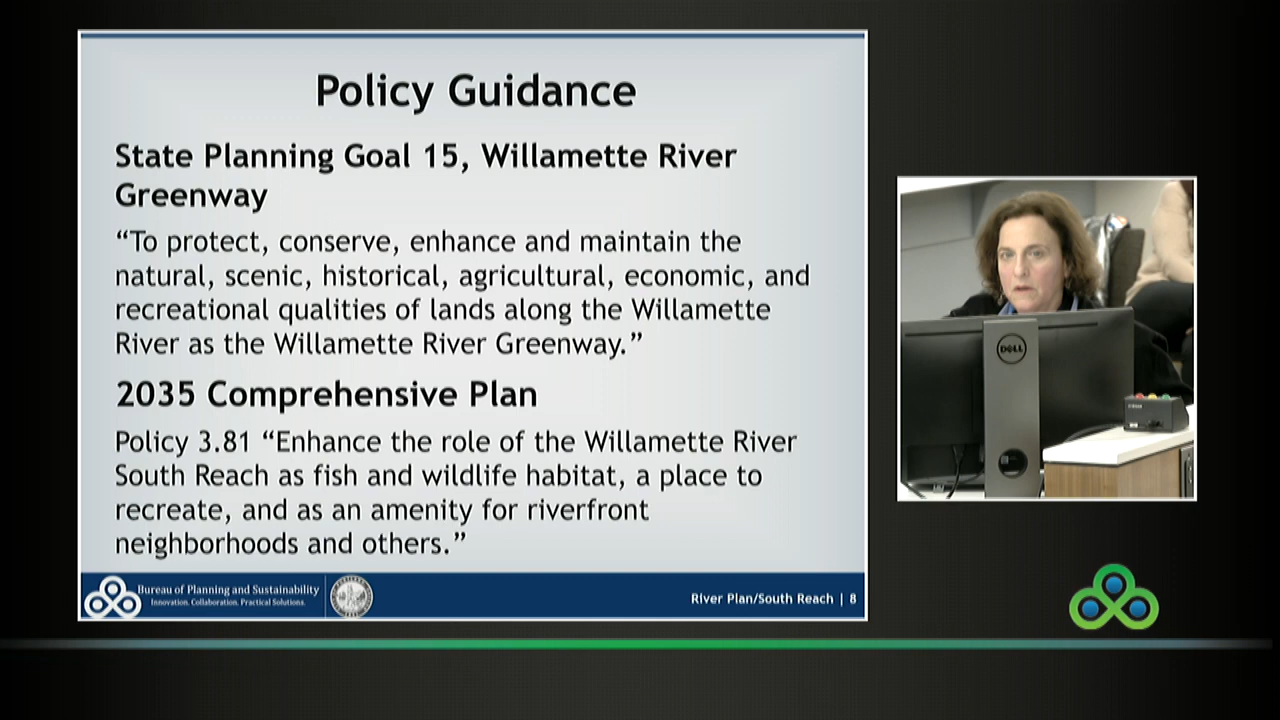 Policy Guidance
State Planning Goal 15, Willamette River
Greenway
“To protect, conserve, enhance and maintain the
natural, scenic, historical, agricultural, economic, and
recreational qualities of lands along the Willamette
River as the Willamette River Greenway.”
2035 Comprehensive Plan
Policy 3.81 “Enhance the role of the Willamette River
South Reach as fish and wildlife habitat, a place to
recreate, and as an amenity for riverfront
neighborhoods and others.”
Bureau of Planning and Sustainability
Innovation. Collaboration. Practical Solutions.
River Plan/South Reach | 8
DELL